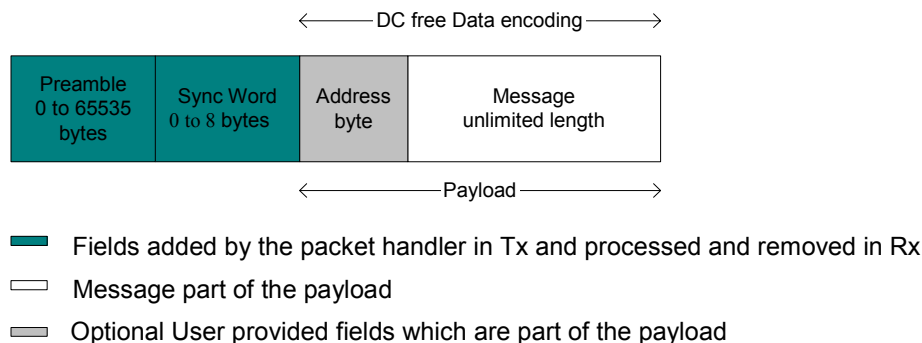 DC free Data encoding
Preamble
0 to 65535
bytes
Sync Word
0 to 8 bytes
Address
byte
Message
unlimited length
Payload
Fields added by the packet handler in Tx and processed and removed in Rx
Message part of the payload
Optional User provided fields which are part of the payload